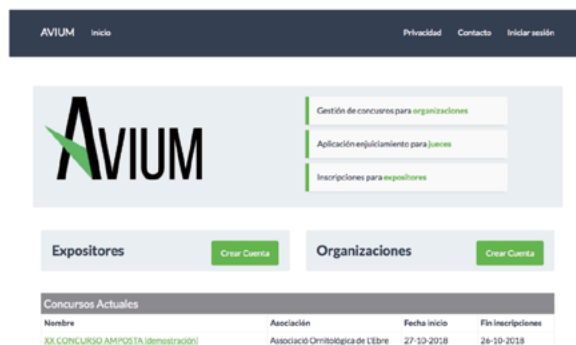 AVIUM Inicio Privacidad Contacto Iniciar sesión
AVIUM
Gestión de concusros para organizaciones
Aplicación enjuiciamiento para jueces
Inscripciones para expositores
Expositores Crear Cuenta
Organizaciones Crear Cuenta
Concursos Actuales
Nombre Asociación Fecha inicio Fin inscripciones
XX CONCURSO AMPOSTA (demostración) Associació Ornitològica de L'Ebre 27-10-2018 26-10-2018